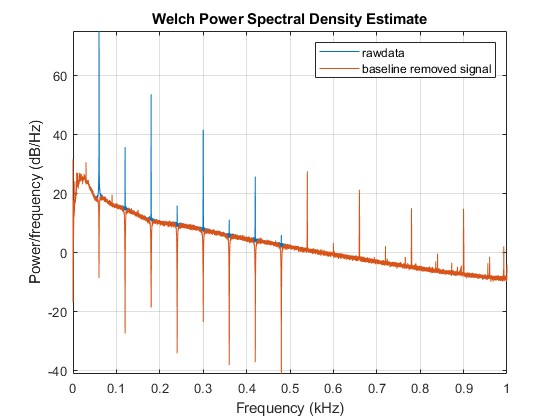 Welch Power Spectral Density Estimate
rawdata
baseline removed signal
Power/frequency (dB/Hz)
60
40
20
0
-20
-40
0 0.1 0.2 0.3 0.4 0.5 0.6 0.7 0.8 0.9 1
Frequency (kHz)